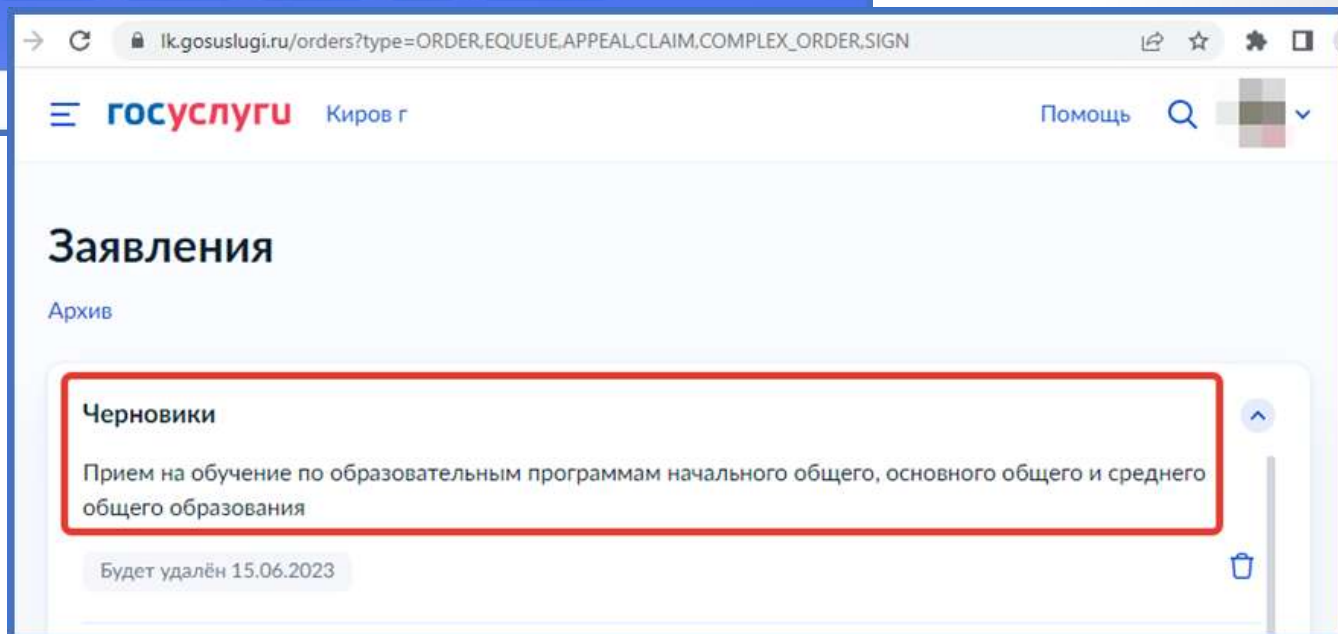 lk.gosuslugi.ru/orders?type=ORDER,EQUEUE,APPEAL,CLAIM,COMPLEX_ORDER,SIGN
госуслуги Киров г Помощь
Заявления
Архив
Черновики
Прием на обучение по образовательным программам начального общего, основного общего и среднего
общего образования
Будет удалён 15.06.2023